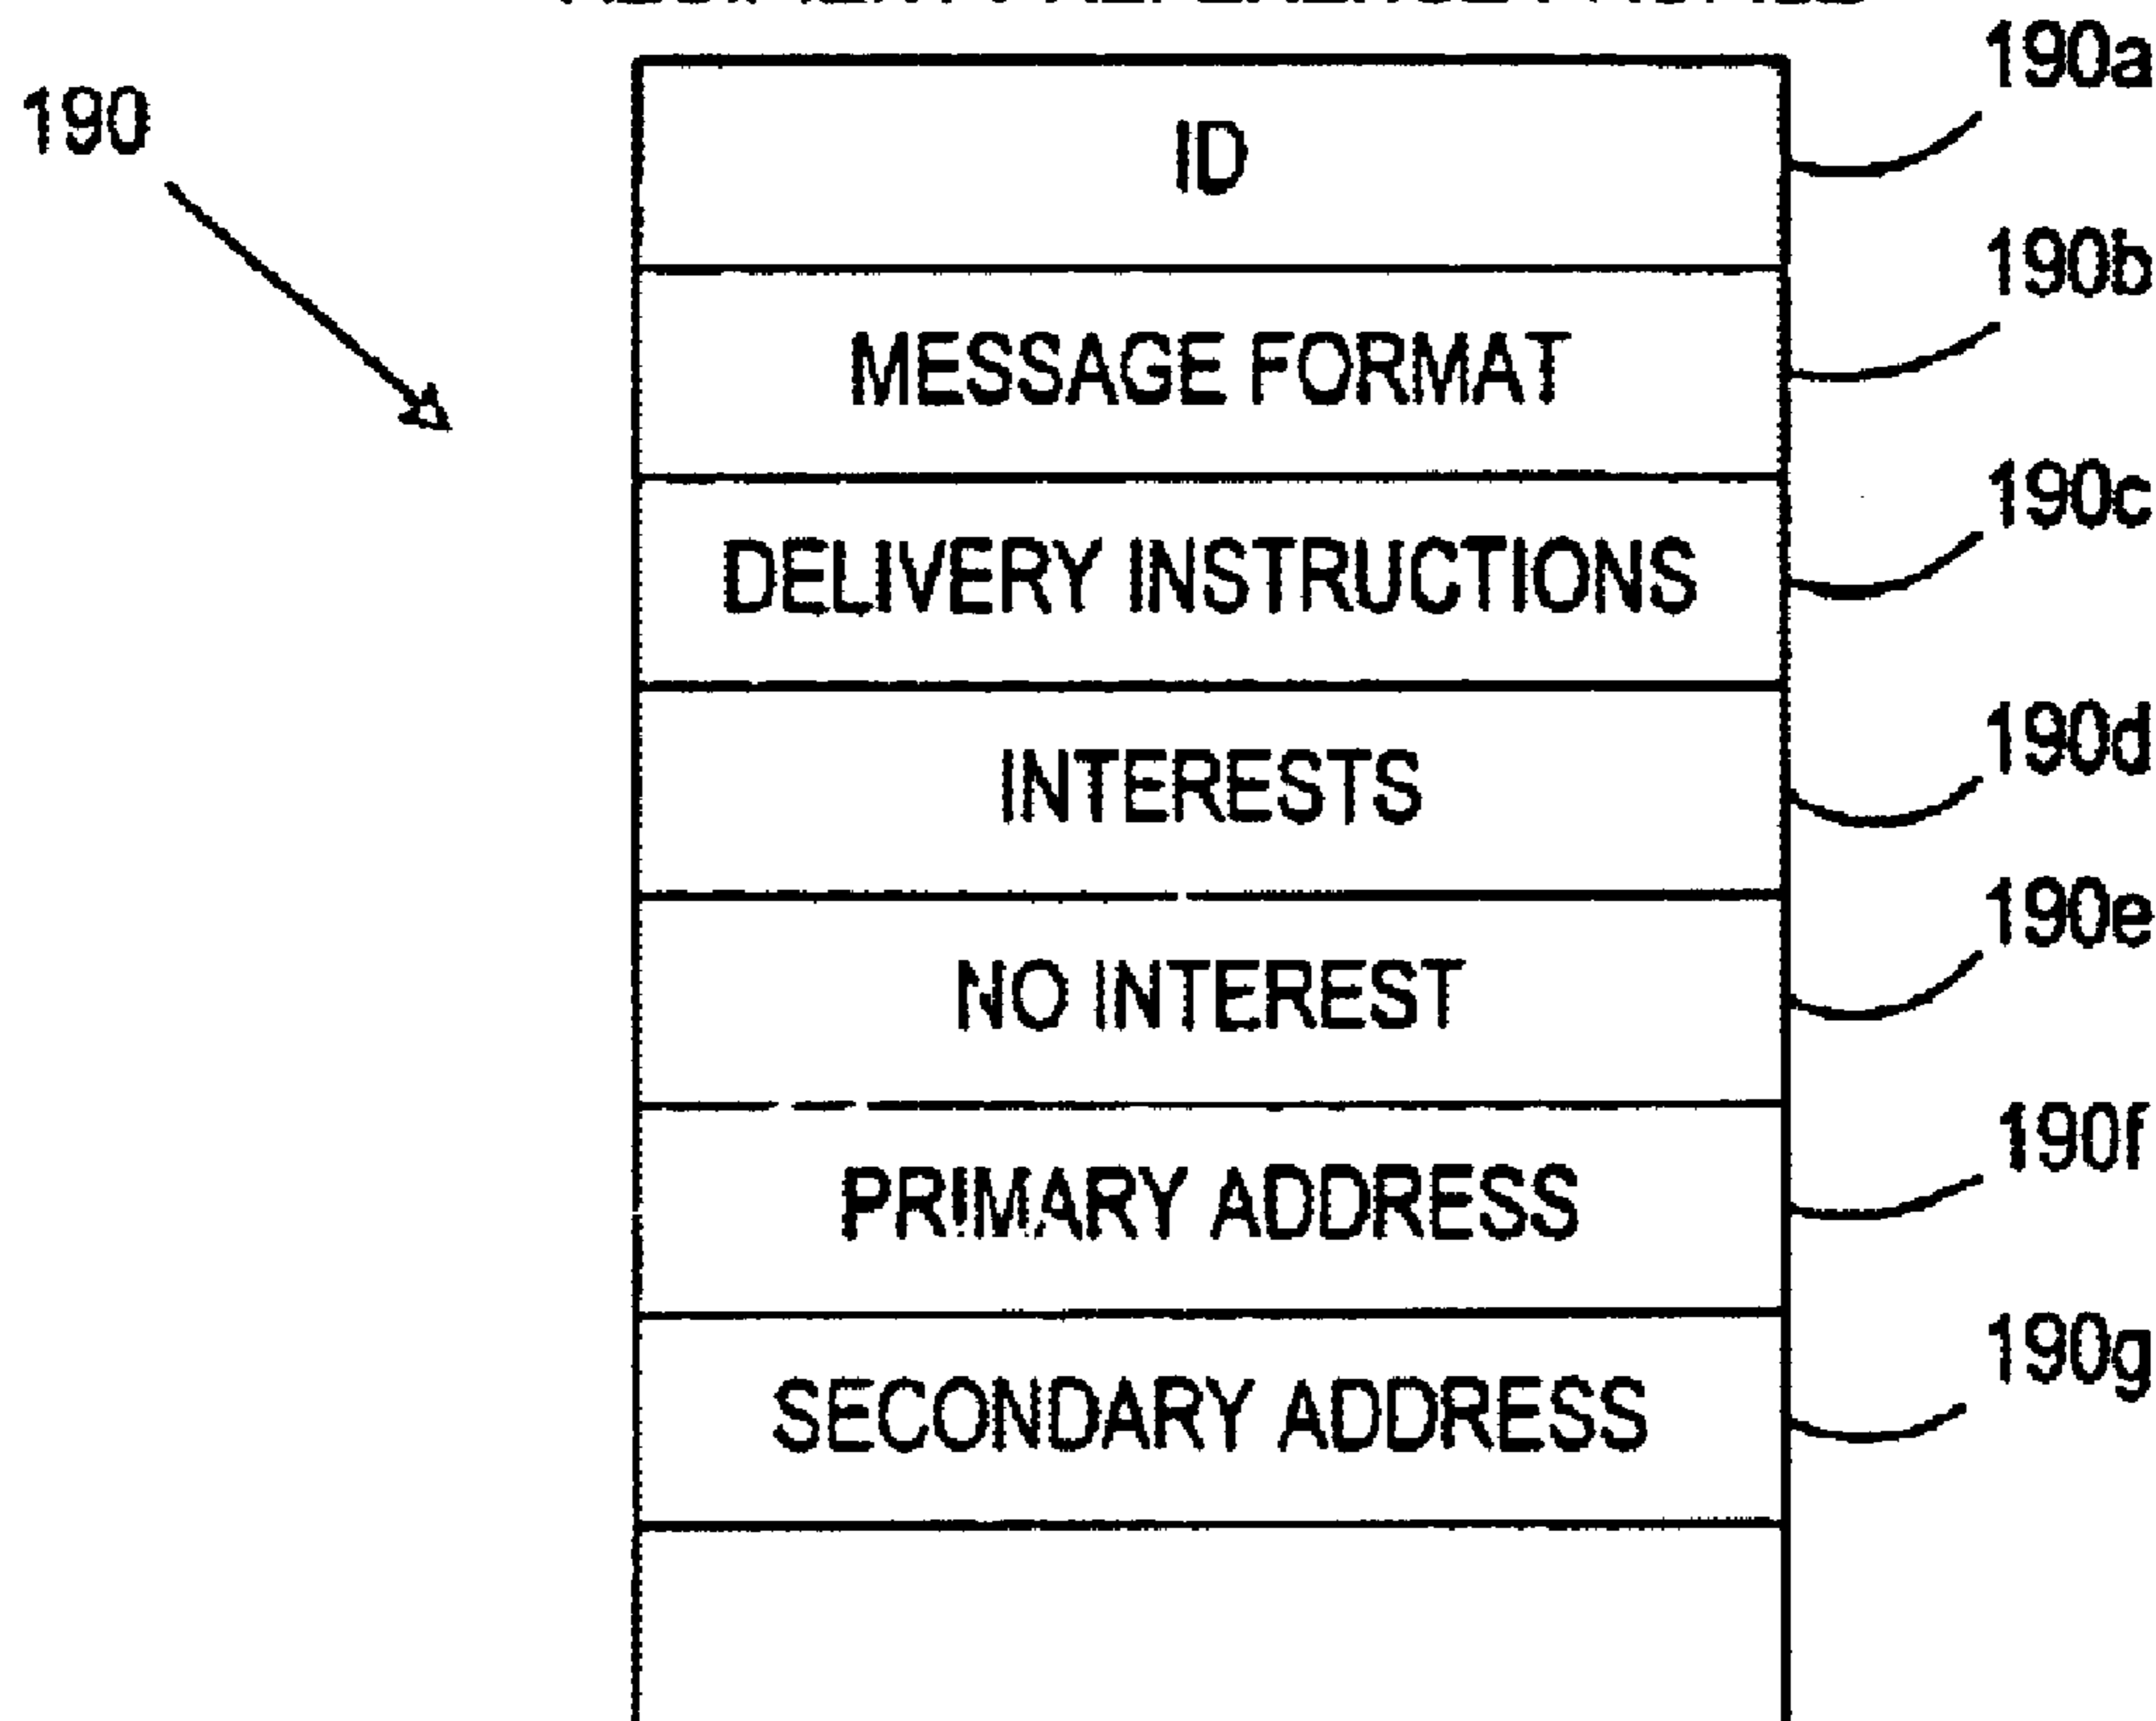 190
190a
ID
190b
MESSAGE FORMAT
190c
DELIVERY INSTRUCTIONS
190d
INTERESTS
190e
NO INTEREST
190f
PRIMARY ADDRESS
190g
SECONDARY ADDRESS